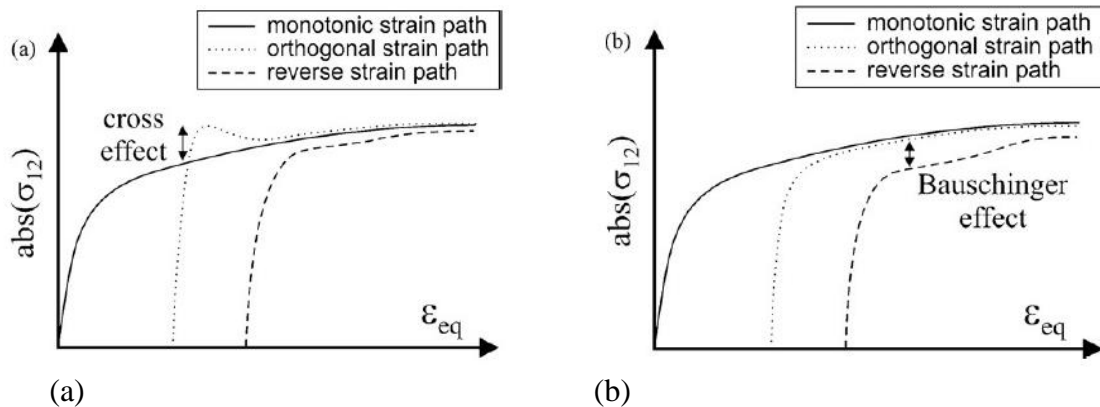 (a)
monotonic strain path
orthogonal strain path
reverse strain path
cross
effect
abs(σ12)
εeq
(b)
monotonic strain path
orthogonal strain path
reverse strain path
Bauschinger
effect
abs(σ12)
εeq
(a)
(b)